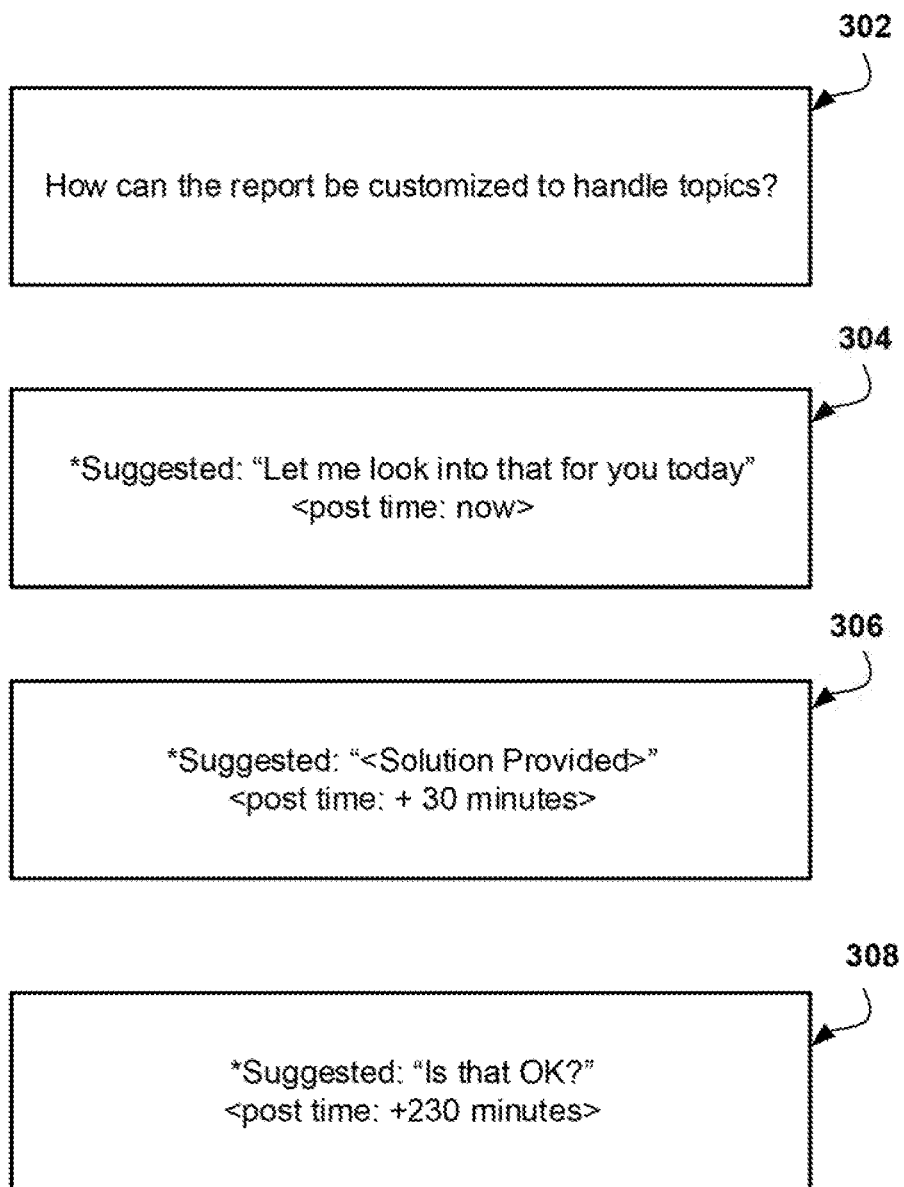 302
How can the report be customized to handle topics?
304
*Suggested: “Let me look into that for you today”
<post time: now>
306
*Suggested: “<Solution Provided>”
<post time: + 30 minutes>
308
*Suggested: “Is that OK?”
<post time: +230 minutes>